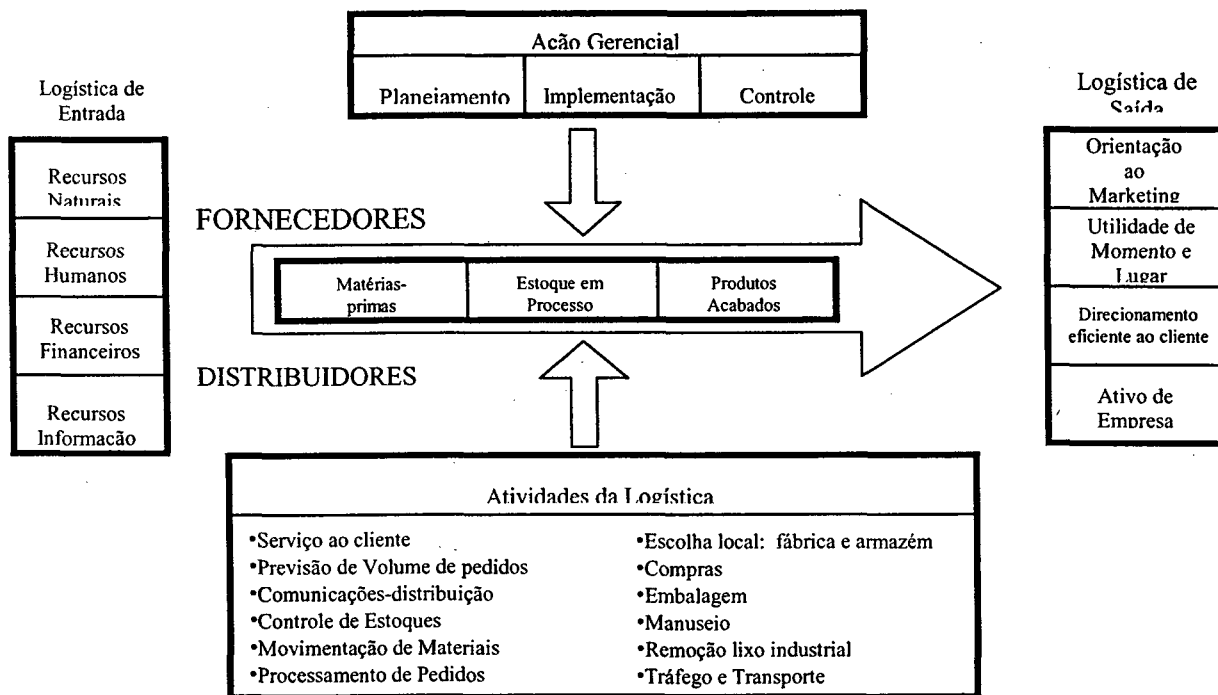 Ação Gerencial
Planejamento
Implementação
Controle
Logística de
Entrada
Recursos
Naturais
Recursos
Humanos
Recursos
Financeiros
Recursos
Informação
Logística de
Saída
Orientação
ao
Marketing
Utilidade de
Momento e
Lugar
Direcionamento
eficiente ao cliente
Ativo de
Empresa
FORNECEDORES
Matérias-
primas
Estoque em
Processo
Produtos
Acabados
DISTRIBUIDORES
Atividades da Logística
•Serviço ao cliente
•Previsão de Volume de pedidos
•Comunicações-distribuição
•Controle de Estoques
•Movimentação de Materiais
•Processamento de Pedidos
•Escolha local: fábrica e armazém
•Compras
•Embalagem
•Manuseio
•Remoção lixo industrial
•Tráfego e Transporte